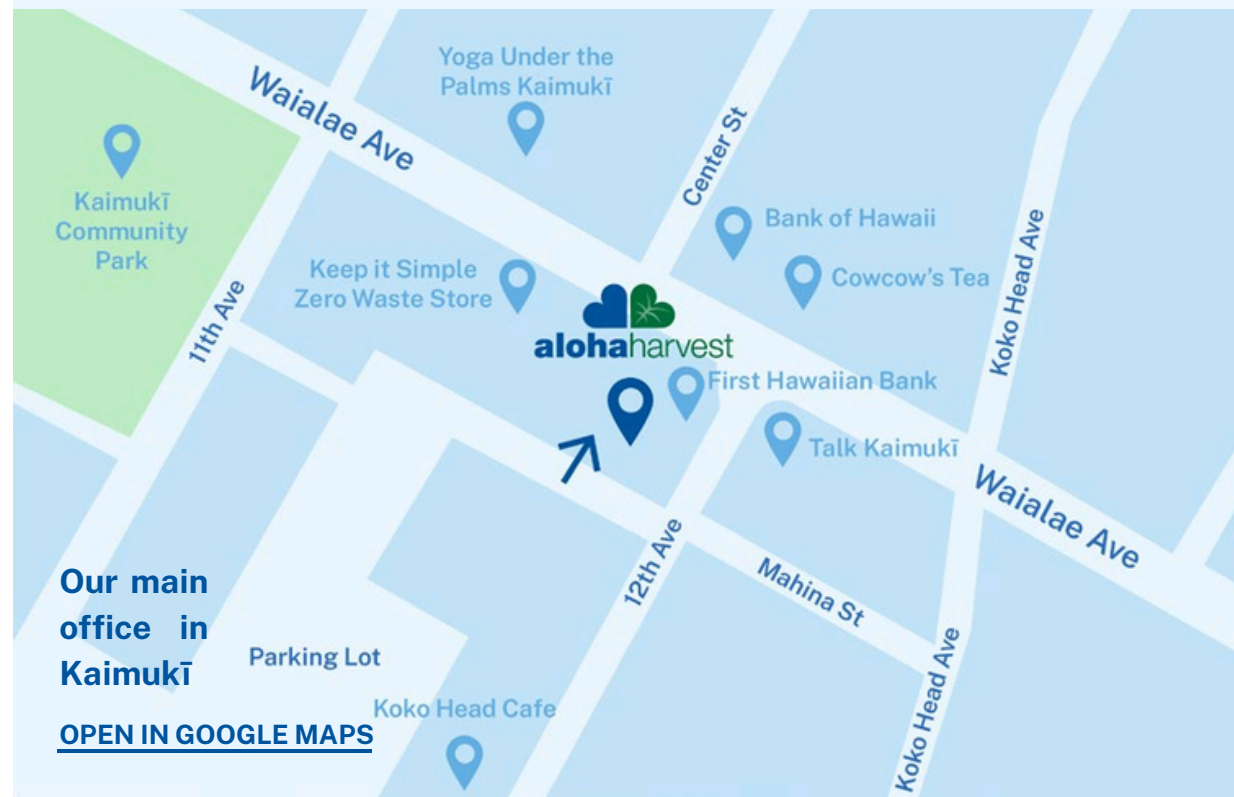 Yoga Under the
Palms Kaimukī
Waialae Ave
Center St
Kaimukī
Community
Park
Bank of Hawaii
Koko Head Ave
Keep it Simple
Zero Waste Store
Cowcow's Tea
11th Ave
alohaharvest
First Hawaiian Bank
Talk Kaimukī
Waialae Ave
12th Ave
Mahina St
Our main
office in
Kaimukī
Parking Lot
Koko Head Ave
Koko Head Cafe
OPEN IN GOOGLE MAPS